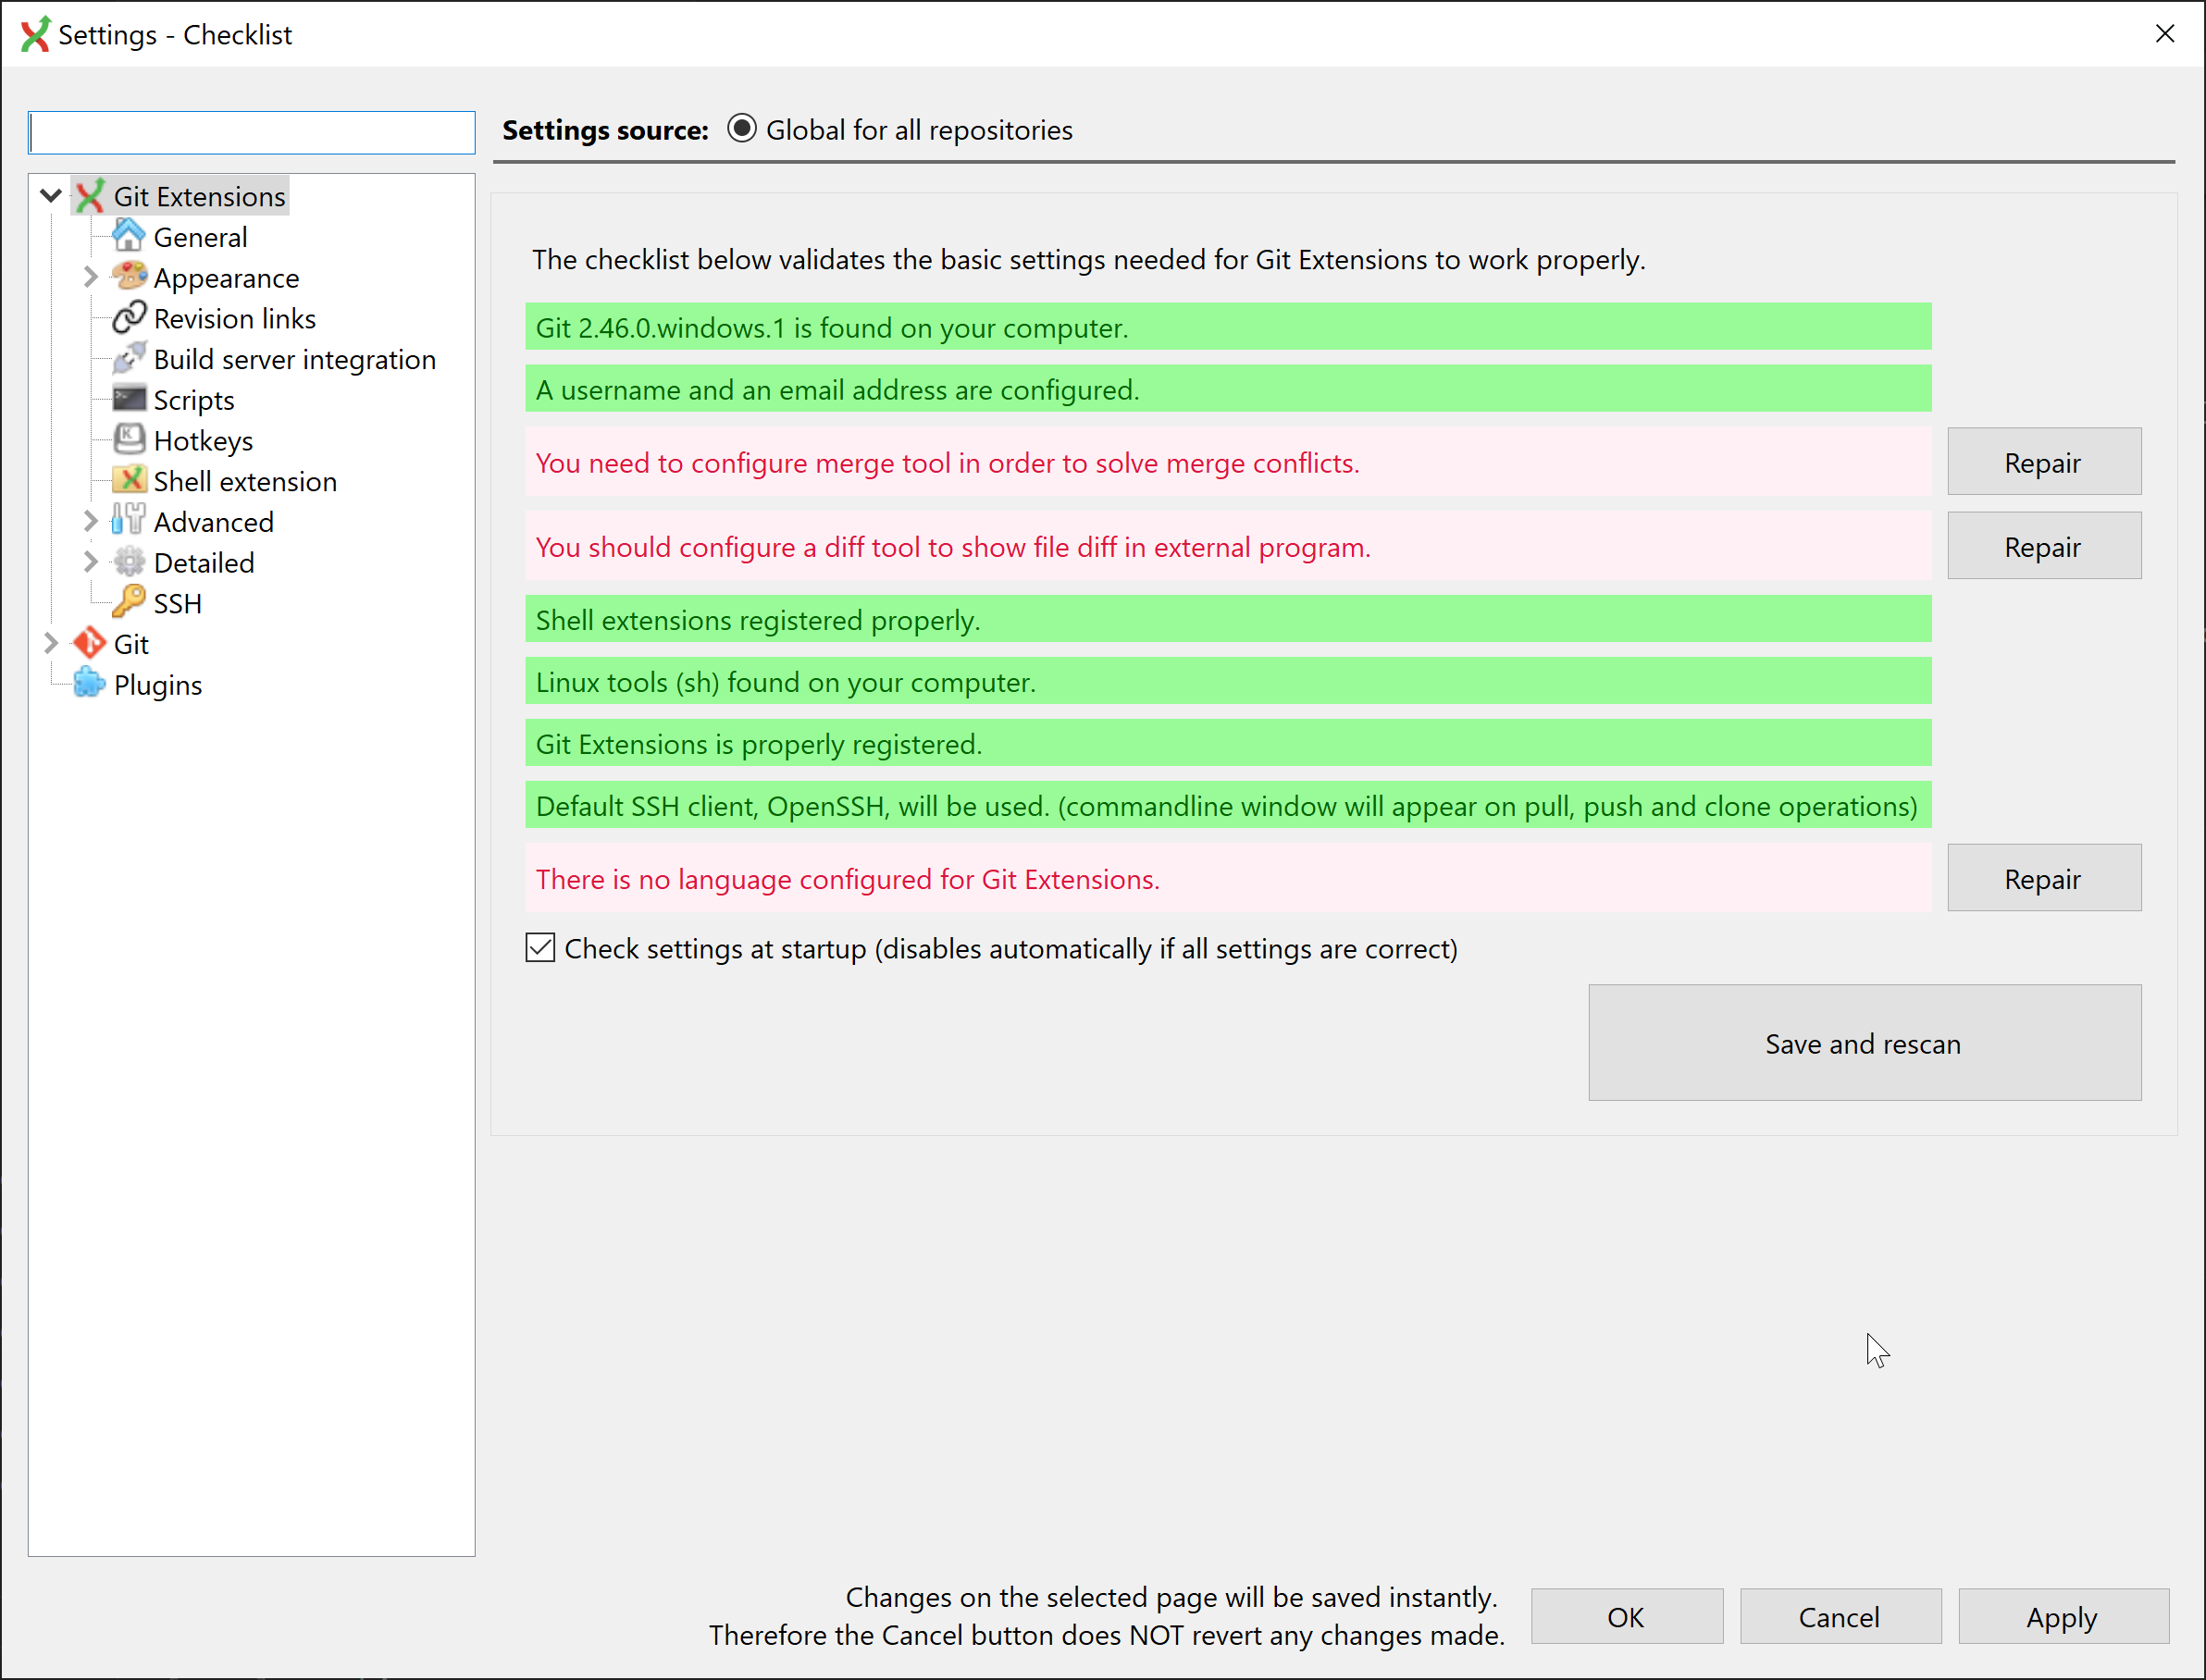 Settings - Checklist
Settings source: Global for all repositories
Git Extensions
General
Appearance
Revision links
Build server integration
Scripts
Hotkeys
Shell extension
Advanced
Detailed
SSH
Git
Plugins
The checklist below validates the basic settings needed for Git Extensions to work properly.
Git 2.46.0.windows.1 is found on your computer.
A username and an email address are configured.
You need to configure merge tool in order to solve merge conflicts.
Repair
You should configure a diff tool to show file diff in external program.
Repair
Shell extensions registered properly.
Linux tools (sh) found on your computer.
Git Extensions is properly registered.
Default SSH client, OpenSSH, will be used. (commandline window will appear on pull, push and clone operations)
There is no language configured for Git Extensions.
Repair
Check settings at startup (disables automatically if all settings are correct)
Save and rescan
Changes on the selected page will be saved instantly.
Therefore the Cancel button does NOT revert any changes made.
OK
Cancel
Apply